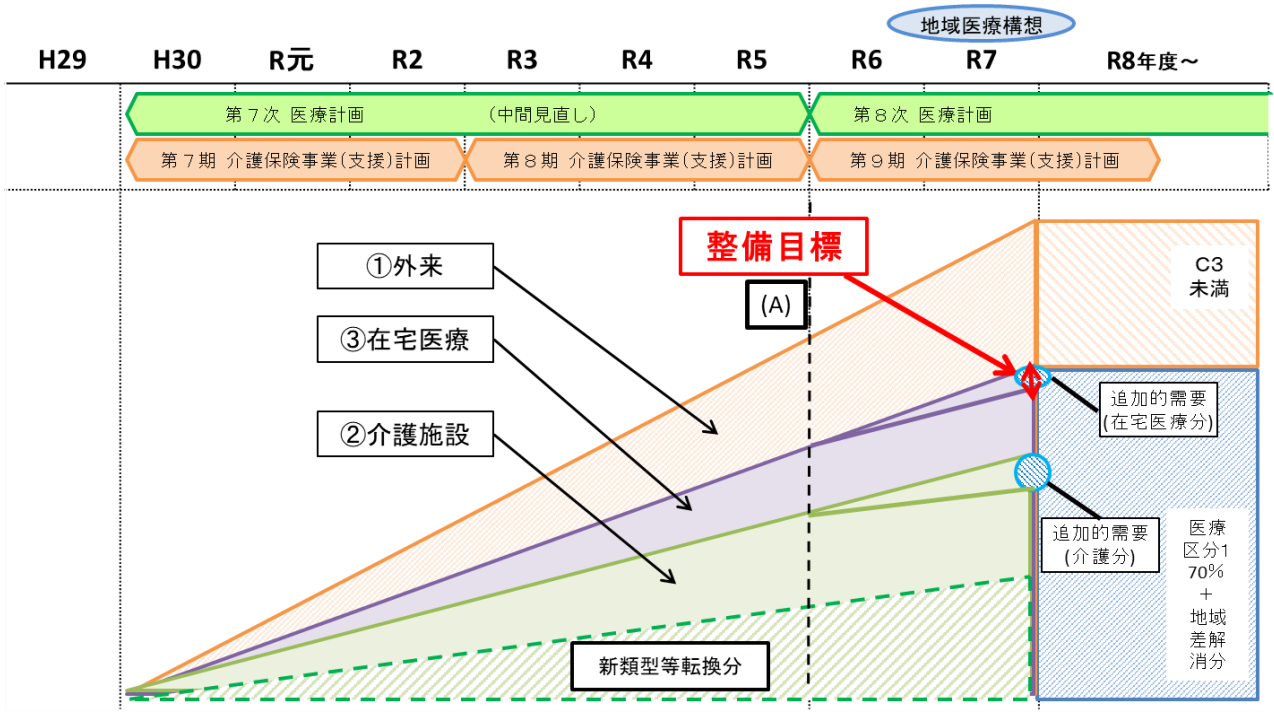 地域医療構想
H29 H30 R元 R2 R3 R4 R5 R6 R7 R8年度～
第７次 医療計画 (中間見直し) 第８次 医療計画
第７期 介護保険事業(支援)計画 第８期 介護保険事業(支援)計画 第９期 介護保険事業(支援)計画
整備目標
①外来
C3
未満
(A)
③在宅医療
追加的需要
(在宅医療分)
②介護施設
追加的需要
(介護分)
医療
区分1
70%
＋
地域
差解
消分
新類型等転換分